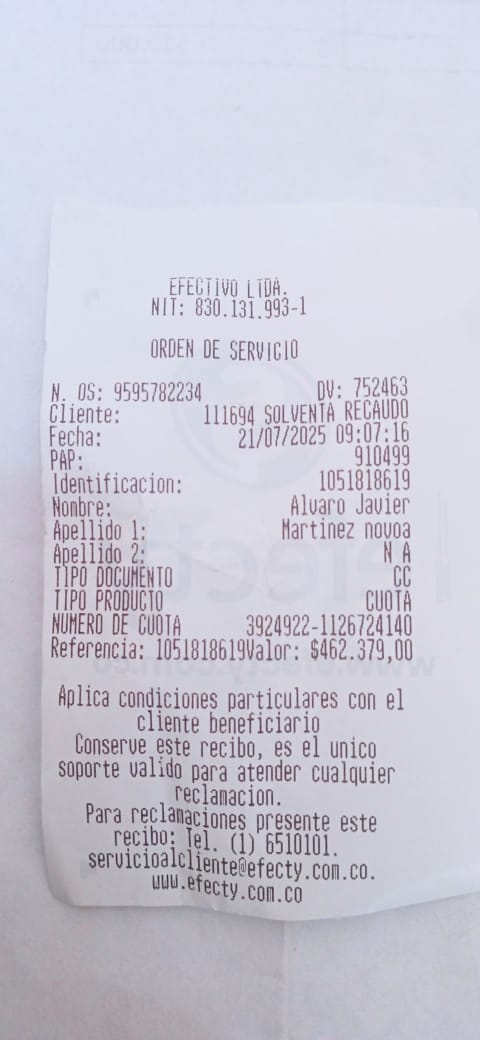 EFECTIVO LTDA.
NIT: 830.131.993-1
ORDEN DE SERVICIO
N. OS: 9595782234 DV: 752463
Cliente: 111694 SOLVENTA RECAUDO
Fecha: 21/07/2025 09:07:16
PAP: 910499
Identificacion: 1051818619
Nombre: Alvaro Javier
Apellido 1: Martinez novoa
Apellido 2: N A
TIPO DOCUMENTO CC
TIPO PRODUCTO CUOTA
NUMERO DE CUOTA 3924922-1126724140
Referencia: 1051818619Valor: $462.379,00
Aplica condiciones particulares con el
cliente beneficiario
Conserve este recibo, es el unico
soporte valido para atender cualquier
reclamacion.
Para reclamaciones presente este
recibo: Tel. (1) 6510101.
servicioalcliente@efecty.com.co.
www.efecty.com.co